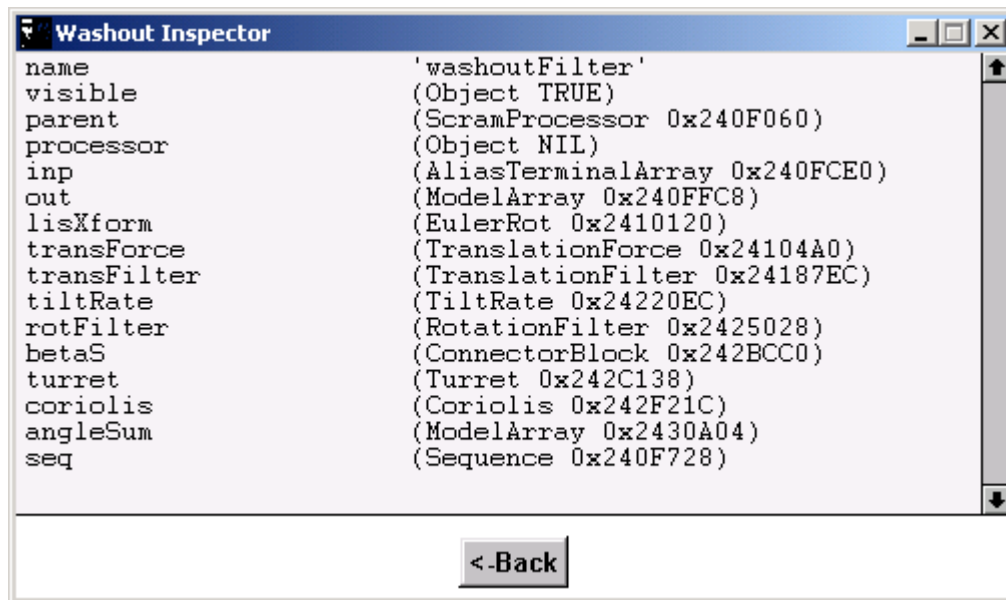 Washout Inspector
name 'washoutFilter'
visible (Object TRUE)
parent (ScramProcessor 0x240F060)
processor (Object NIL)
inp (AliasTerminalArray 0x240FCE0)
out (ModelArray 0x240FFC8)
lisXform (EulerRot 0x2410120)
transForce (TranslationForce 0x24104A0)
transFilter (TranslationFilter 0x24187EC)
tiltRate (TiltRate 0x24220EC)
rotFilter (RotationFilter 0x2425028)
betaS (ConnectorBlock 0x242BCC0)
turret (Turret 0x242C138)
coriolis (Coriolis 0x242F21C)
angleSum (ModelArray 0x2430A04)
seq (Sequence 0x240F728)
<-Back